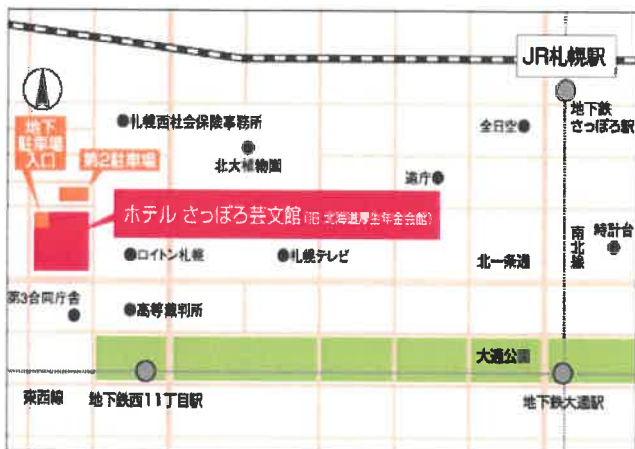 JR札幌駅
地下鉄
さっぽろ駅
地下
駐車場
入口
第2駐車場
札幌西社会保険事務所
北大植物園
全日空
道庁
ホテル さっぽろ芸文館(旧 北海道厚生年金会館)
ロイトン札幌
札幌テレビ
北一条通
南北線
時計台
第3合同庁舎
高等裁判所
大通公園
東西線
地下鉄西11丁目駅
地下鉄大通駅